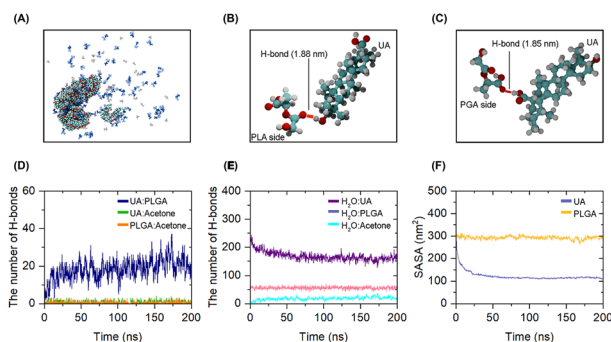 (A)
(B)
H-bond (1.88 nm)
UA
PLA side
(C)
H-bond (1.85 nm)
UA
PGA side
(D)
The number of H-bonds
60
40
20
0
UA:PLGA
UA:Acetone
PLGA:Acetone
0 50 100 150 200
Time (ns)
(E)
The number of H-bonds
400
300
200
100
0
H₂O:UA
H₂O:PLGA
H₂O:Acetone
0 50 100 150 200
Time (ns)
(F)
SASA (nm²)
500
400
300
200
100
0
UA
PLGA
0 50 100 150 200
Time (ns)